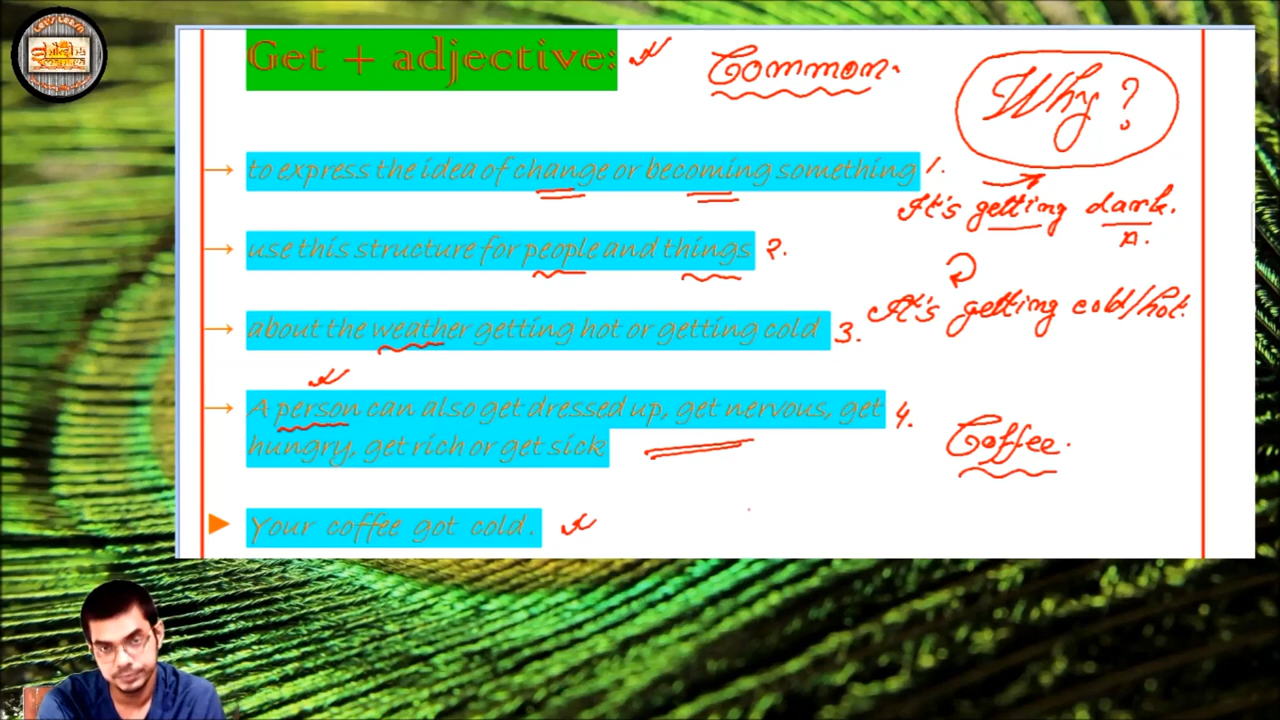 Get + adjective:
Common.
Why?
to express the idea of change or becoming something 1.
It's getting dark.
A.
use this structure for people and things 2.
It's getting cold/hot.
about the weather getting hot or getting cold 3.
A person can also get dressed up, get nervous, get 4.
hungry, get rich or get sick
Coffee.
Your coffee got cold.